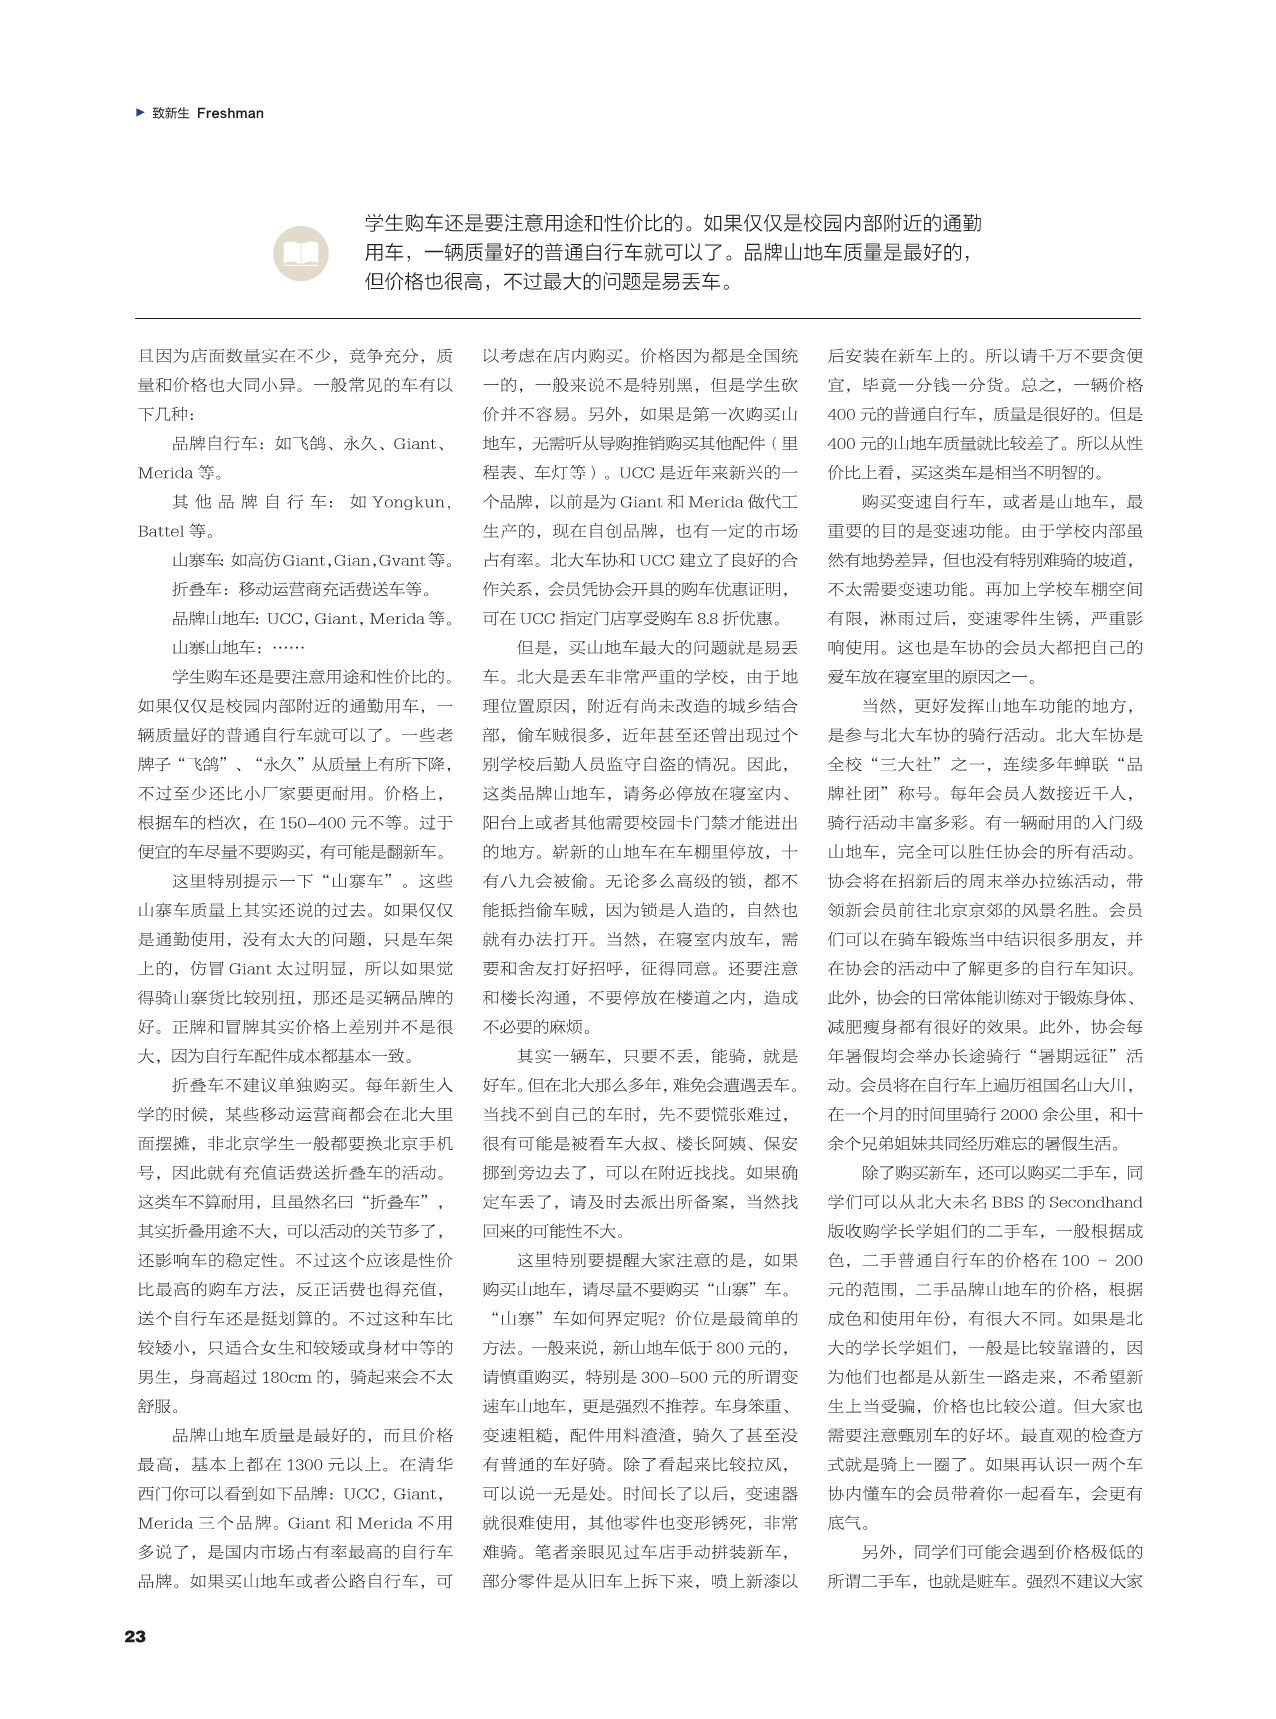 致新生 Freshman
学生购车还是要注意用途和性价比的。如果仅仅是校园内部附近的通勤
用车，一辆质量好的普通自行车就可以了。品牌山地车质量是最好的，
但价格也很高，不过最大的问题是易丢车。
且因为店面数量实在不少，竞争充分，质
量和价格也大同小异。一般常见的车有以
下几种：
品牌自行车：如飞鸽、永久、Giant、
Merida 等。
其他品牌自行车：如 Yongkun,
Battel 等。
山寨车：如高仿Giant,Gian,Gvant等。
折叠车：移动运营商充话费送车等。
品牌山地车：UCC, Giant, Merida 等。
山寨山地车：……
学生购车还是要注意用途和性价比的。
如果仅仅是校园内部附近的通勤用车，一
辆质量好的普通自行车就可以了。一些老
牌子“飞鸽”、“永久”从质量上有所下降，
不过至少还比小厂家要更耐用。价格上，
根据车的档次，在 150–400 元不等。过于
便宜的车尽量不要购买，有可能是翻新车。
这里特别提示一下“山寨车”。这些
山寨车质量上其实还说的过去。如果仅仅
是通勤使用，没有太大的问题，只是车架
上的，仿冒 Giant 太过明显，所以如果觉
得骑山寨货比较别扭，那还是买辆品牌的
好。正牌和冒牌其实价格上差别并不是很
大，因为自行车配件成本都基本一致。
折叠车不建议单独购买。每年新生入
学的时候，某些移动运营商都会在北大里
面摆摊，非北京学生一般都要换北京手机
号，因此就有充值话费送折叠车的活动。
这类车不算耐用，且虽然名曰“折叠车”，
其实折叠用途不大，可以活动的关节多了，
还影响车的稳定性。不过这个应该是性价
比最高的购车方法，反正话费也得充值，
送个自行车还是挺划算的。不过这种车比
较矮小，只适合女生和较矮或身材中等的
男生，身高超过 180cm 的，骑起来会不太
舒服。
品牌山地车质量是最好的，而且价格
最高，基本上都在 1300 元以上。在清华
西门你可以看到如下品牌：UCC, Giant,
Merida 三个品牌。Giant 和 Merida 不用
多说了，是国内市场占有率最高的自行车
品牌。如果买山地车或者公路自行车，可
以考虑在店内购买。价格因为都是全国统
一的，一般来说不是特别黑，但是学生砍
价并不容易。另外，如果是第一次购买山
地车，无需听从导购推销购买其他配件（里
程表、车灯等）。UCC 是近年来新兴的一
个品牌，以前是为 Giant 和 Merida 做代工
生产的，现在自创品牌，也有一定的市场
占有率。北大车协和 UCC 建立了良好的合
作关系，会员凭协会开具的购车优惠证明，
可在 UCC 指定门店享受购车 8.8 折优惠。
但是，买山地车最大的问题就是易丢
车。北大是丢车非常严重的学校，由于地
理位置原因，附近有尚未改造的城乡结合
部，偷车贼很多，近年甚至还曾出现过个
别学校后勤人员监守自盗的情况。因此，
这类品牌山地车，请务必停放在寝室内、
阳台上或者其他需要校园卡门禁才能进出
的地方。崭新的山地车在车棚里停放，十
有八九会被偷。无论多么高级的锁，都不
能抵挡偷车贼，因为锁是人造的，自然也
就有办法打开。当然，在寝室内放车，需
要和舍友打好招呼，征得同意。还要注意
和楼长沟通，不要停放在楼道之内，造成
不必要的麻烦。
其实一辆车，只要不丢，能骑，就是
好车。但在北大那么多年，难免会遭遇丢车。
当找不到自己的车时，先不要慌张难过，
很有可能是被看车大叔、楼长阿姨、保安
挪到旁边去了，可以在附近找找。如果确
定车丢了，请及时去派出所备案，当然找
回来的可能性不大。
这里特别要提醒大家注意的是，如果
购买山地车，请尽量不要购买“山寨”车。
“山寨”车如何界定呢？价位是最简单的
方法。一般来说，新山地车低于 800 元的，
请慎重购买，特别是 300–500 元的所谓变
速车山地车，更是强烈不推荐。车身笨重、
变速粗糙，配件用料渣渣，骑久了甚至没
有普通的车好骑。除了看起来比较拉风，
可以说一无是处。时间长了以后，变速器
就很难使用，其他零件也变形锈死，非常
难骑。笔者亲眼见过车店手动拼装新车，
部分零件是从旧车上拆下来，喷上新漆以
后安装在新车上的。所以请千万不要贪便
宜，毕竟一分钱一分货。总之，一辆价格
400 元的普通自行车，质量是很好的。但是
400 元的山地车质量就比较差了。所以从性
价比上看，买这类车是相当不明智的。
购买变速自行车，或者是山地车，最
重要的目的是变速功能。由于学校内部虽
然有地势差异，但也没有特别难骑的坡道，
不太需要变速功能。再加上学校车棚空间
有限，淋雨过后，变速零件生锈，严重影
响使用。这也是车协的会员大都把自己的
爱车放在寝室里的原因之一。
当然，更好发挥山地车功能的地方，
是参与北大车协的骑行活动。北大车协是
全校“三大社”之一，连续多年蝉联“品
牌社团”称号。每年会员人数接近千人，
骑行活动丰富多彩。有一辆耐用的入门级
山地车，完全可以胜任协会的所有活动。
协会将在招新后的周末举办拉练活动，带
领新会员前往北京京郊的风景名胜。会员
们可以在骑车锻炼当中结识很多朋友，并
在协会的活动中了解更多的自行车知识。
此外，协会的日常体能训练对于锻炼身体、
减肥瘦身都有很好的效果。此外，协会每
年暑假均会举办长途骑行“暑期远征”活
动。会员将在自行车上遍历祖国名山大川，
在一个月的时间里骑行 2000 余公里，和十
余个兄弟姐妹共同经历难忘的暑假生活。
除了购买新车，还可以购买二手车，同
学们可以从北大未名 BBS 的 Secondhand
版收购学长学姐们的二手车，一般根据成
色，二手普通自行车的价格在 100 ~ 200
元的范围，二手品牌山地车的价格，根据
成色和使用年份，有很大不同。如果是北
大的学长学姐们，一般是比较靠谱的，因
为他们也都是从新生一路走来，不希望新
生上当受骗，价格也比较公道。但大家也
需要注意甄别车的好坏。最直观的检查方
式就是骑上一圈了。如果再认识一两个车
协内懂车的会员带着你一起看车，会更有
底气。
另外，同学们可能会遇到价格极低的
所谓二手车，也就是赃车。强烈不建议大家
23